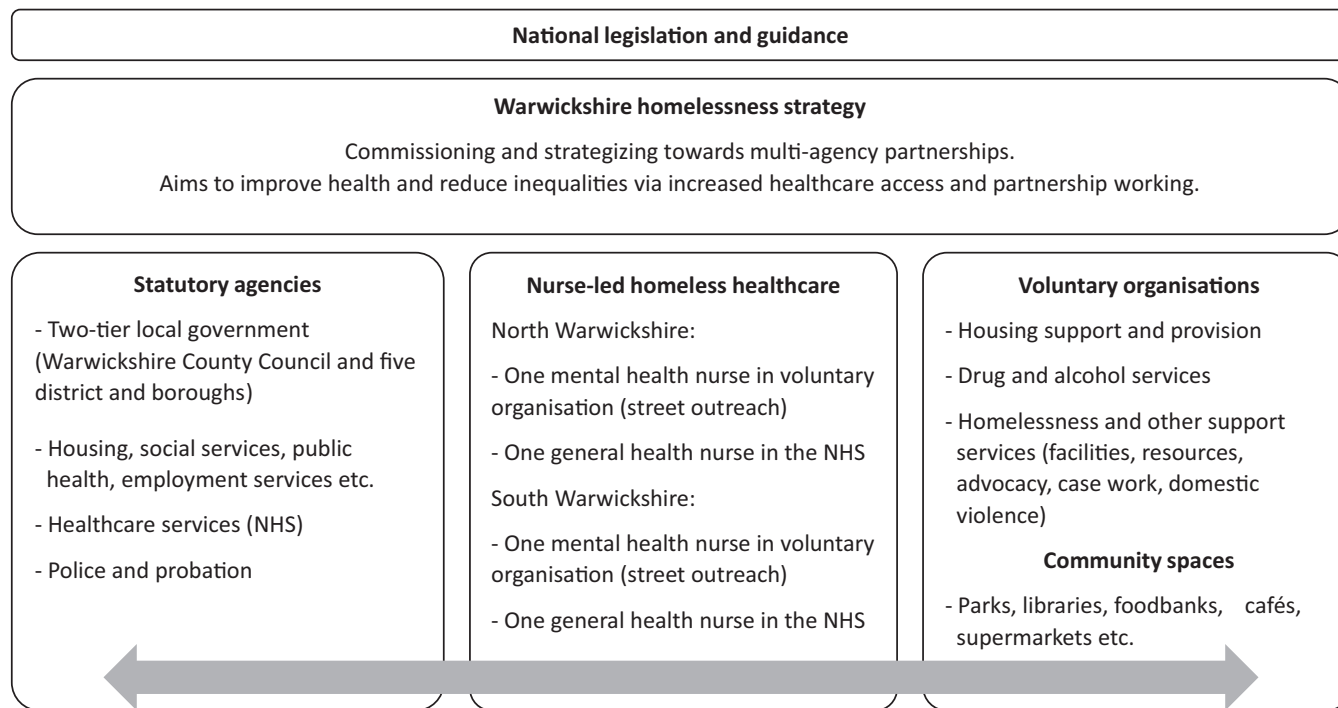 National legislation and guidance
Warwickshire homelessness strategy
Commissioning and strategizing towards multi-agency partnerships.
Aims to improve health and reduce inequalities via increased healthcare access and partnership working.
Statutory agencies
- Two-tier local government
(Warwickshire County Council and five
district and boroughs)
- Housing, social services, public
health, employment services etc.
- Healthcare services (NHS)
- Police and probation
Nurse-led homeless healthcare
North Warwickshire:
- One mental health nurse in voluntary
organisation (street outreach)
- One general health nurse in the NHS
South Warwickshire:
- One mental health nurse in voluntary
organisation (street outreach)
- One general health nurse in the NHS
Voluntary organisations
- Housing support and provision
- Drug and alcohol services
- Homelessness and other support
services (facilities, resources,
advocacy, case work, domestic
violence)
Community spaces
- Parks, libraries, foodbanks, cafés,
supermarkets etc.